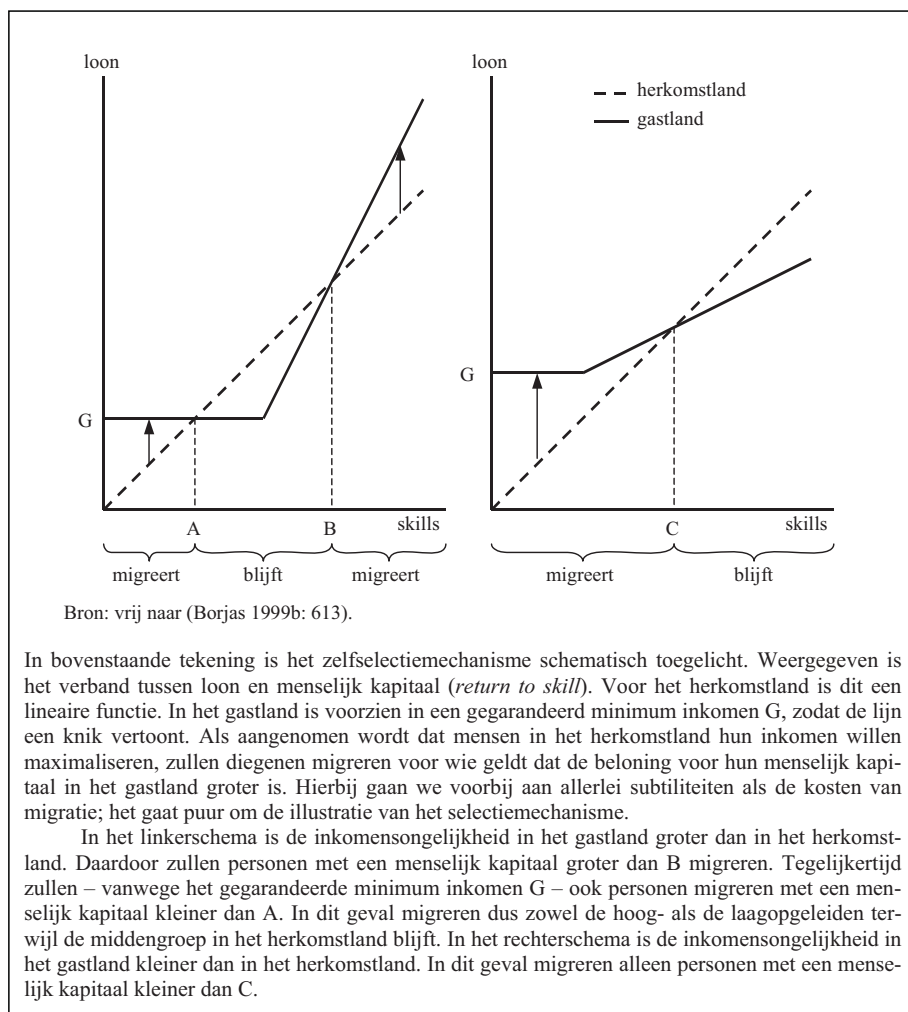 loon
loon
herkomstland
gastland
G
G
A
B
skills
C
skills
migreert
blijft
migreert
migreert
blijft
Bron: vrij naar (Borjas 1999b: 613).
In bovenstaande tekening is het zelfselectiemechanisme schematisch toegelicht. Weergegeven is
het verband tussen loon en menselijk kapitaal (return to skill). Voor het herkomstland is dit een
lineaire functie. In het gastland is voorzien in een gegarandeerd minimum inkomen G, zodat de lijn
een knik vertoont. Als aangenomen wordt dat mensen in het herkomstland hun inkomen willen
maximaliseren, zullen diegenen migreren voor wie geldt dat de beloning voor hun menselijk kapi-
taal in het gastland groter is. Hierbij gaan we voorbij aan allerlei subtiliteiten als de kosten van
migratie; het gaat puur om de illustratie van het selectiemechanisme.
In het linkerschema is de inkomensongelijkheid in het gastland groter dan in het herkomst-
land. Daardoor zullen personen met een menselijk kapitaal groter dan B migreren. Tegelijkertijd
zullen – vanwege het gegarandeerde minimum inkomen G – ook personen migreren met een men-
selijk kapitaal kleiner dan A. In dit geval migreren dus zowel de hoog- als de laagopgeleiden ter-
wijl de middengroep in het herkomstland blijft. In het rechterschema is de inkomensongelijkheid in
het gastland kleiner dan in het herkomstland. In dit geval migreren alleen personen met een mense-
lijk kapitaal kleiner dan C.